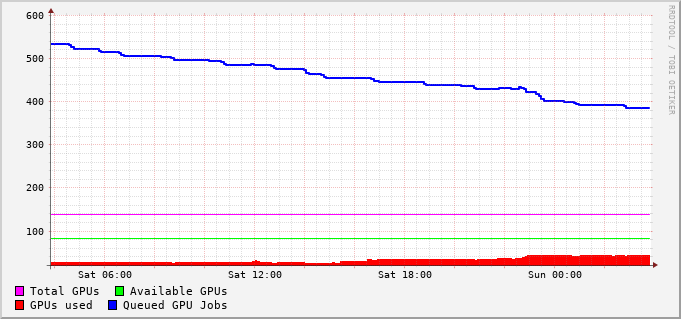 600
500
400
300
200
100
Sat 06:00 Sat 12:00 Sat 18:00 Sun 00:00
Total GPUs Available GPUs
GPUs used Queued GPU Jobs
RRDTOOL / TOBI OETIKER